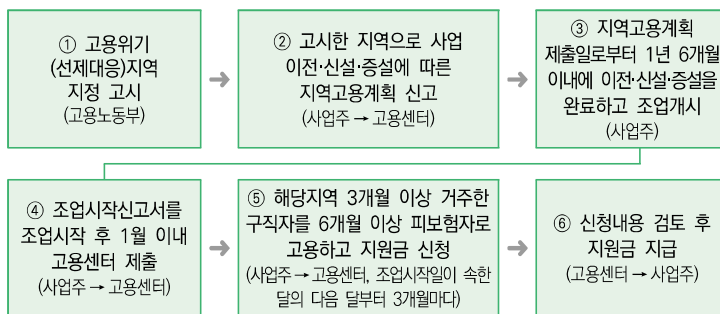 ① 고용위기
(선제대응)지역
지정 고시
(고용노동부)
② 고시한 지역으로 사업
이전·신설·증설에 따른
지역고용계획 신고
(사업주 → 고용센터)
③ 지역고용계획
제출일로부터 1년 6개월
이내에 이전·신설·증설을
완료하고 조업개시
(사업주)
④ 조업시작신고서를
조업시작 후 1월 이내
고용센터 제출
(사업주 → 고용센터)
⑤ 해당지역 3개월 이상 거주한
구직자를 6개월 이상 피보험자로
고용하고 지원금 신청
(사업주 → 고용센터, 조업시작일이 속한
달의 다음 달부터 3개월마다)
⑥ 신청내용 검토 후
지원금 지급
(고용센터 → 사업주)